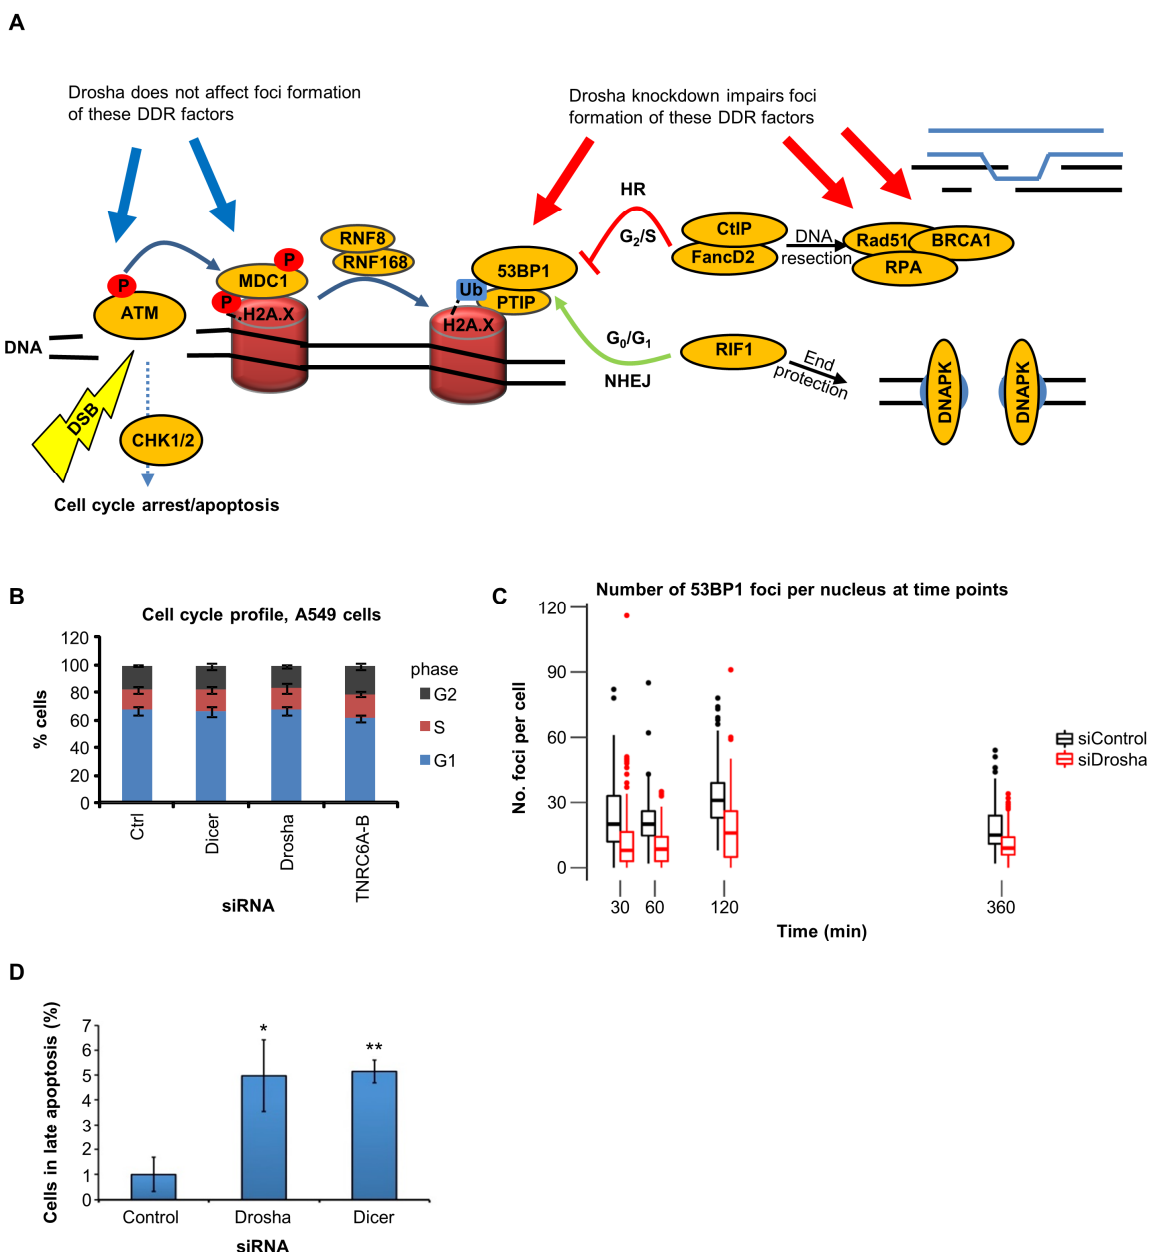 A
Drosha does not affect foci formation
of these DDR factors
Drosha knockdown impairs foci
formation of these DDR factors
HR
G2/S
CtIP
FancD2
DNA
resection
Rad51
BRCA1
RPA
RNF8
RNF168
P
MDC1
P
H2A.X
P
ATM
53BP1
Ub
PTIP
H2A.X
DNA
G0/G1
NHEJ
RIF1
End
protection
DNAPK
DNAPK
DSB
CHK1/2
Cell cycle arrest/apoptosis
B
Cell cycle profile, A549 cells
120
100
80
60
40
20
0
% cells
phase
G2
S
G1
Ctrl
Dicer
Drosha
TNRC6A-B
siRNA
C
Number of 53BP1 foci per nucleus at time points
120
90
60
30
0
No. foci per cell
siControl
siDrosha
30
60
120
360
Time (min)
D
Cells in late apoptosis (%)
7
6
5
4
3
2
1
0
*
**
Control
Drosha
Dicer
siRNA